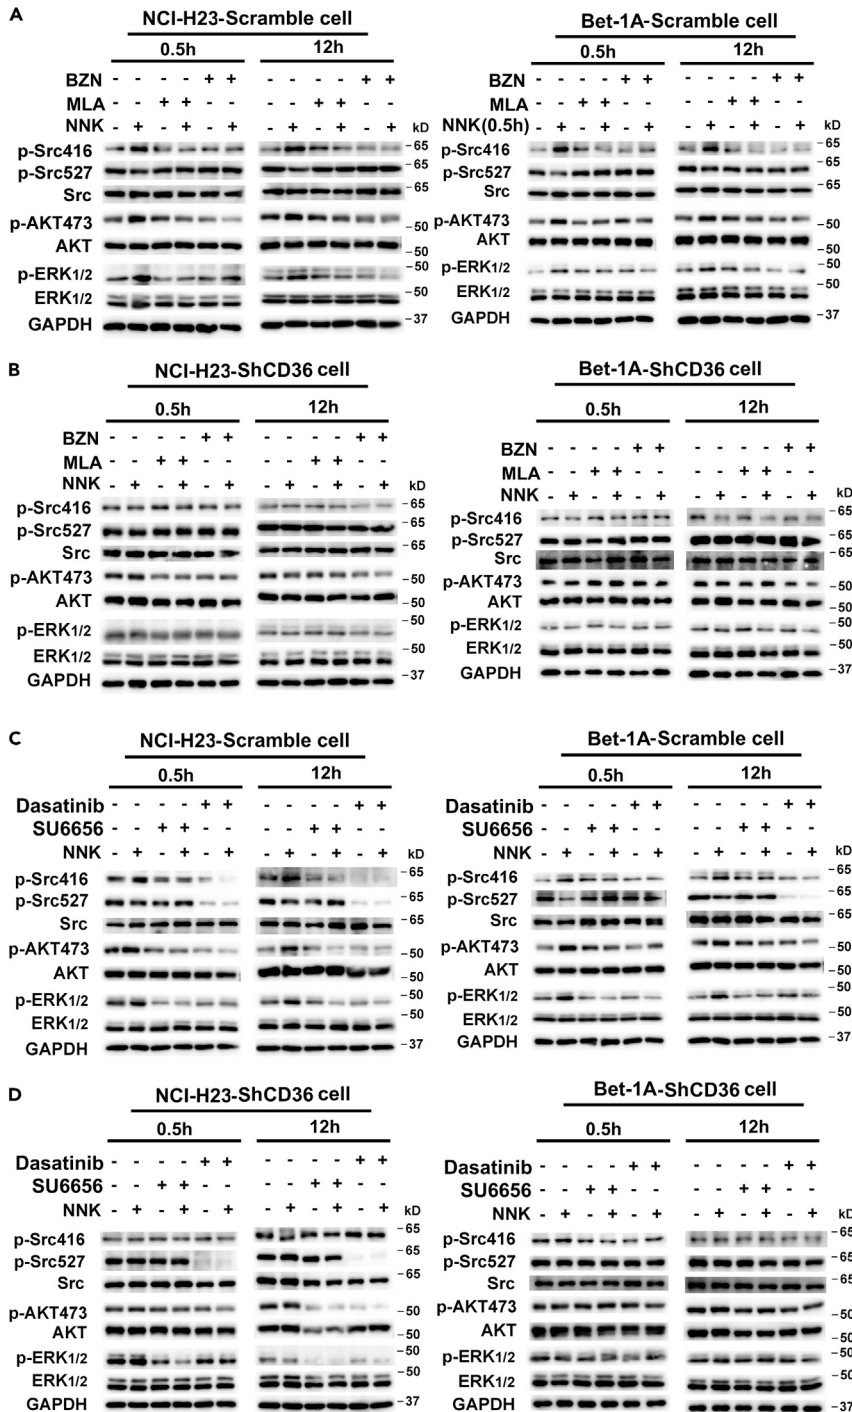 A
NCI-H23-Scramble cell
0.5h 12h
BZN - - - - + + - - - - + +
MLA - - + + - - - - + + - -
NNK - + - + - + - + - + - +
kD
p-Src416 -65
p-Src527
Src -65
p-AKT473 -50
AKT -50
p-ERK1/2 -50
ERK1/2 -50
GAPDH -37
Bet-1A-Scramble cell
0.5h 12h
BZN - - - - + + - - - - + +
MLA - - + + - - - - + + - -
NNK(0.5h) - + - + - + - + - + - +
kD
p-Src416 -65
p-Src527
Src -65
p-AKT473 -50
AKT -50
p-ERK1/2 -50
ERK1/2 -50
GAPDH -37
B
NCI-H23-ShCD36 cell
0.5h 12h
BZN - - - - + + - - - - + +
MLA - - + + - - - - + + - -
NNK - + - + - + - + - + - +
kD
p-Src416 -65
p-Src527
Src -65
p-AKT473 -50
AKT -50
p-ERK1/2 -50
ERK1/2 -50
GAPDH -37
Bet-1A-ShCD36 cell
0.5h 12h
BZN - - - - + + - - - - + +
MLA - - + + - - - - + + - -
NNK - + - + - + - + - + - +
kD
p-Src416 -65
p-Src527
Src -65
p-AKT473 -50
AKT -50
p-ERK1/2 -50
ERK1/2 -50
GAPDH -37
C
NCI-H23-Scramble cell
0.5h 12h
Dasatinib - - - - + + - - - - + +
SU6656 - - + + - - - - + + - -
NNK - + - + - + - + - + - +
kD
p-Src416 -65
p-Src527
Src -65
p-AKT473 -50
AKT -50
p-ERK1/2 -50
ERK1/2 -50
GAPDH -37
Bet-1A-Scramble cell
0.5h 12h
Dasatinib - - - - + + - - - - + +
SU6656 - - + + - - - - + + - -
NNK - + - + - + - + - + - +
kD
p-Src416 -65
p-Src527
Src -65
p-AKT473 -50
AKT -50
p-ERK1/2 -50
ERK1/2 -50
GAPDH -37
D
NCI-H23-ShCD36 cell
0.5h 12h
Dasatinib - - - - + + - - - - + +
SU6656 - - + + - - - - + + - -
NNK - + - + - + - + - + - +
kD
p-Src416 -65
p-Src527
Src -65
p-AKT473 -50
AKT -50
p-ERK1/2 -50
ERK1/2 -50
GAPDH -37
Bet-1A-ShCD36 cell
0.5h 12h
Dasatinib - - - - + + - - - - + +
SU6656 - - + + - - - - + + - -
NNK - + - + - + - + - + - +
kD
p-Src416 -65
p-Src527
Src -65
p-AKT473 -50
AKT -50
p-ERK1/2 -50
ERK1/2 -50
GAPDH -37